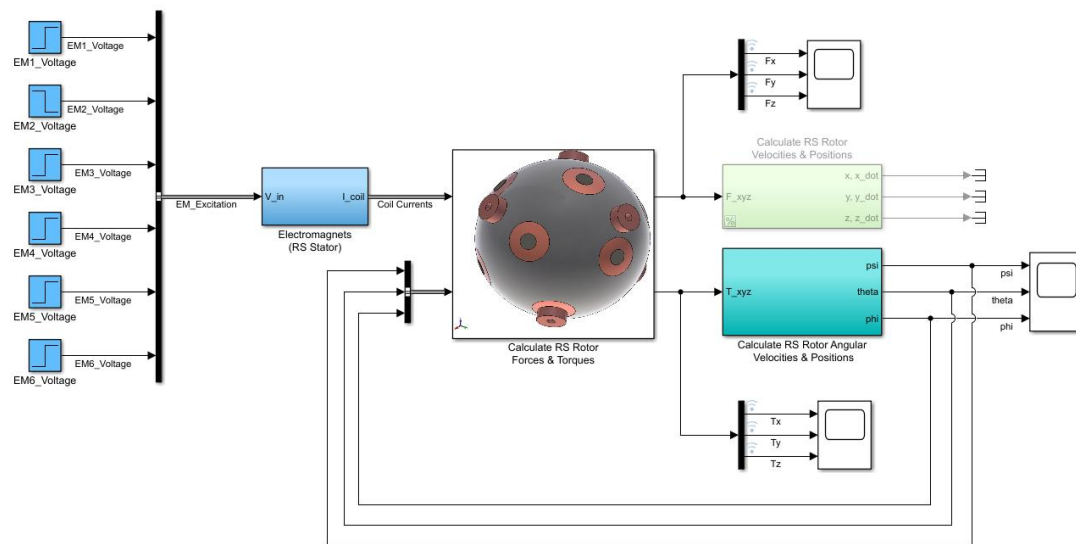 EM1_Voltage
EM1_Voltage
EM2_Voltage
EM2_Voltage
EM3_Voltage
EM3_Voltage
EM4_Voltage
EM4_Voltage
EM5_Voltage
EM5_Voltage
EM6_Voltage
EM6_Voltage
EM_Excitation
V_in
I_coil
Electromagnets
(RS Stator)
Coil Currents
Calculate RS Rotor
Forces & Torques
Fx
Fy
Fz
Calculate RS Rotor
Velocities & Positions
F_xyz
%
x, x_dot
y, y_dot
z, z_dot
T_xyz
psi
theta
phi
Calculate RS Rotor Angular
Velocities & Positions
psi
theta
phi
Tx
Ty
Tz